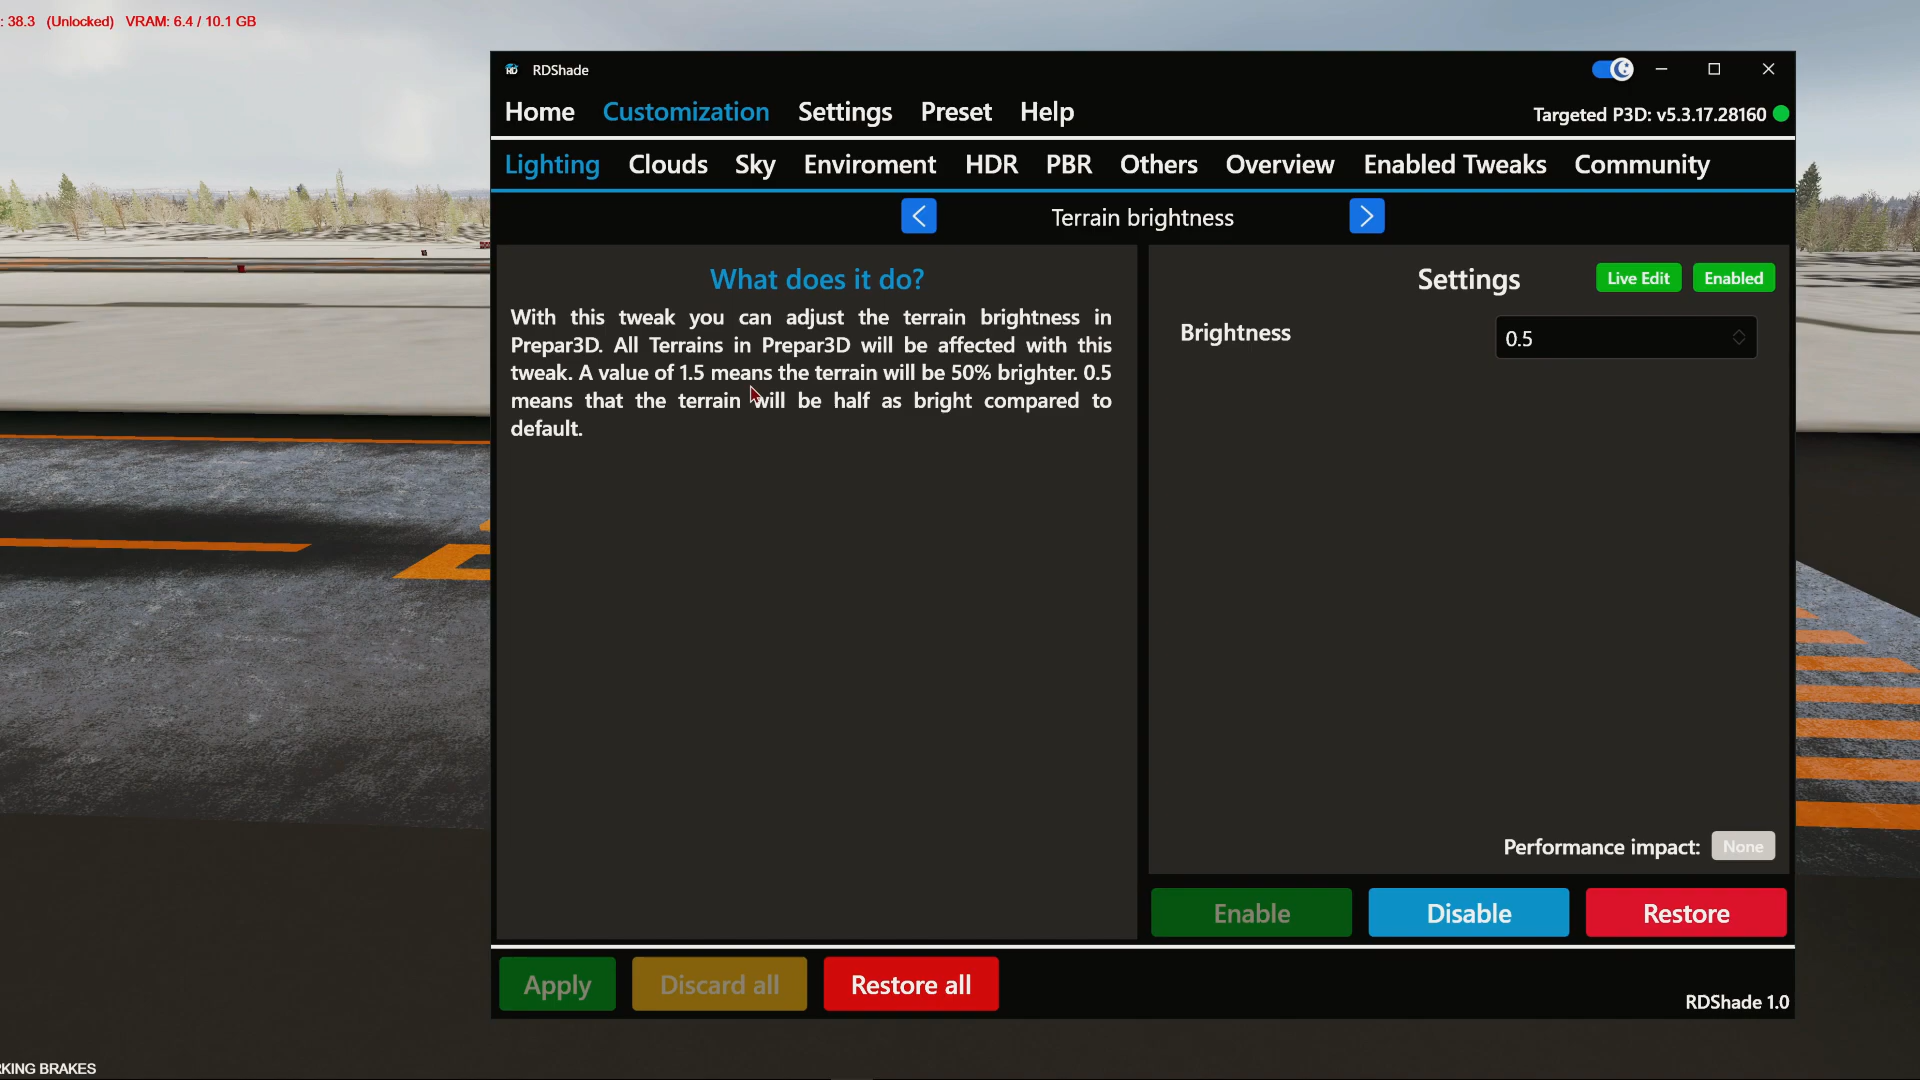 : 38.3 (Unlocked) VRAM: 6.4 / 10.1 GB
RDShade
Home Customization Settings Preset Help
Targeted P3D: v5.3.17.28160
Lighting Clouds Sky Enviroment HDR PBR Others Overview Enabled Tweaks Community
Terrain brightness
What does it do?
With this tweak you can adjust the terrain brightness in
Prepar3D. All Terrains in Prepar3D will be affected with this
tweak. A value of 1.5 means the terrain will be 50% brighter. 0.5
means that the terrain will be half as bright compared to
default.
Settings
Live Edit
Enabled
Brightness
0.5
Performance impact: None
Enable
Disable
Restore
Apply
Discard all
Restore all
RDShade 1.0
KING BRAKES